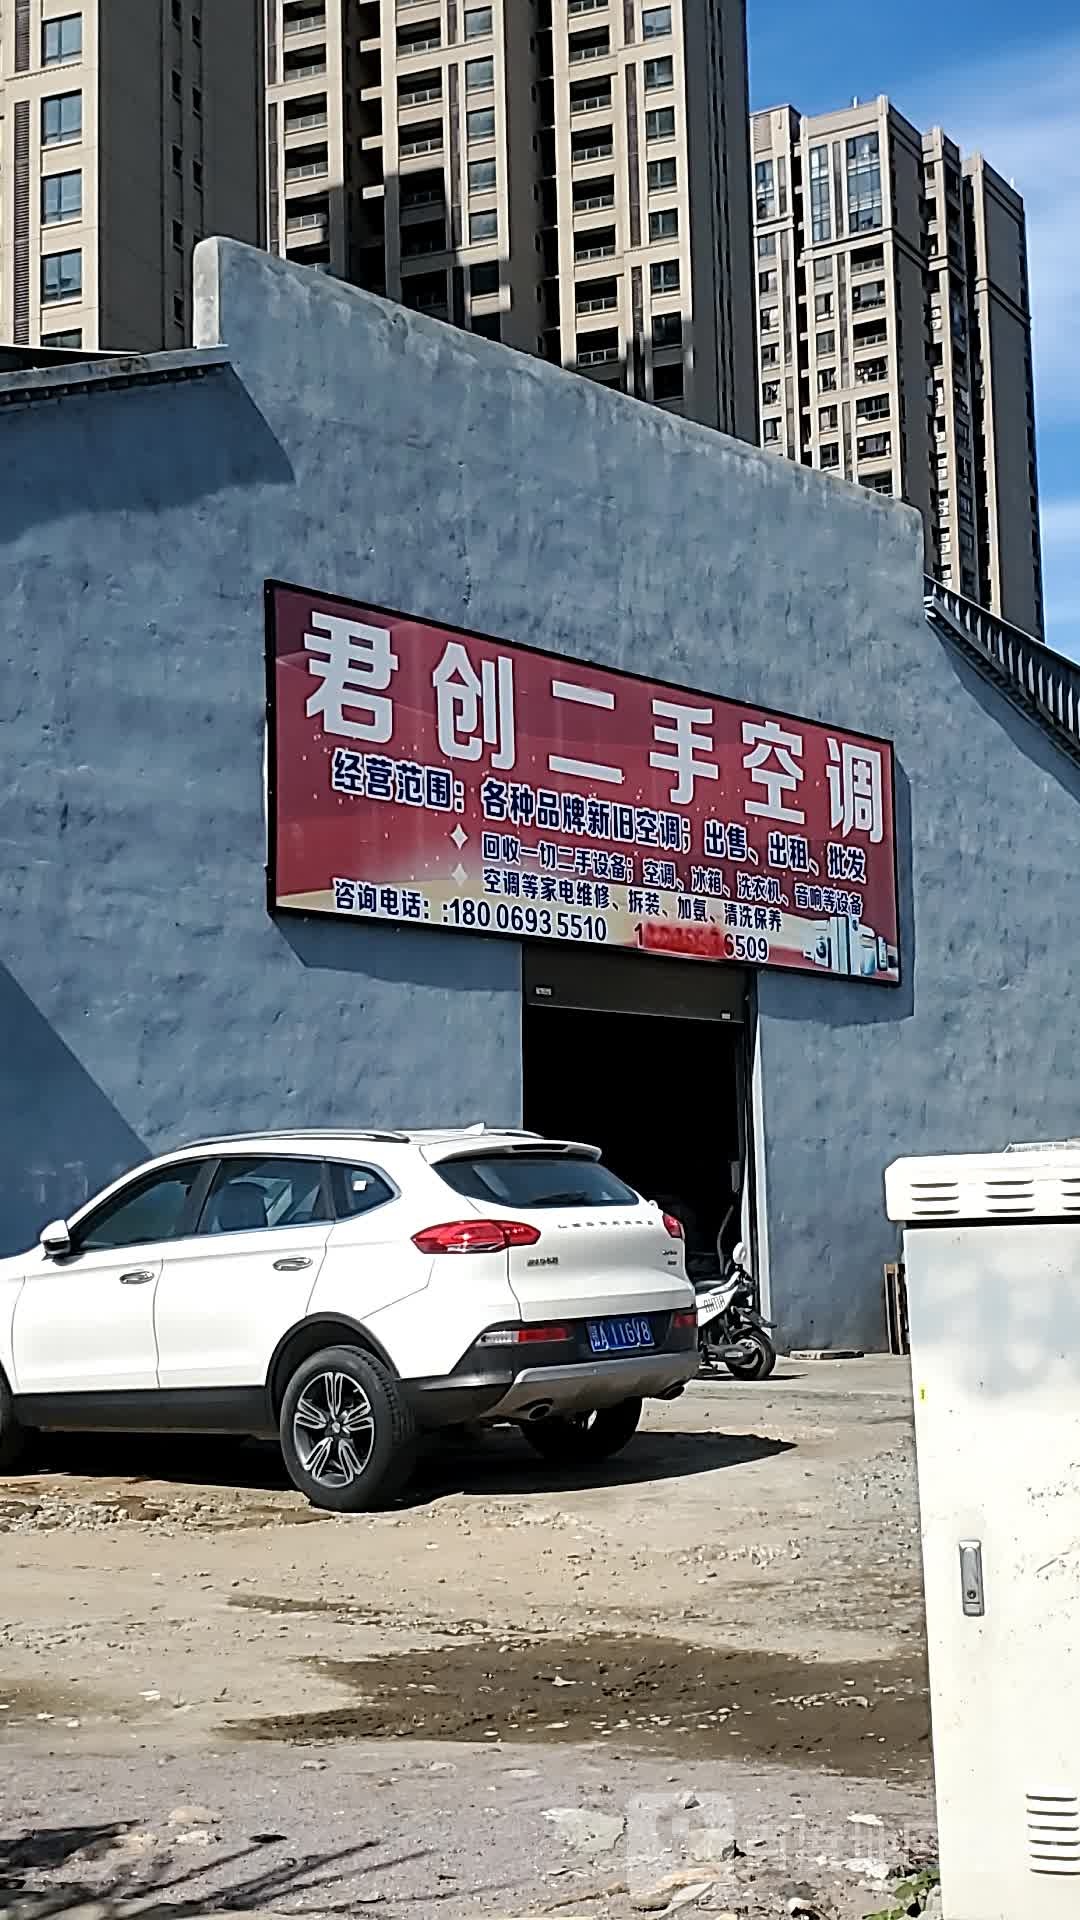 君创二手空调
经营范围：各种品牌新旧空调；出售、出租、批发
回收一切二手设备；空调、冰箱、洗衣机、音响等设备
空调等家电维修、拆装、加氨、清洗保养
咨询电话：:180 0693 5510
6509
AIMA
A116V8